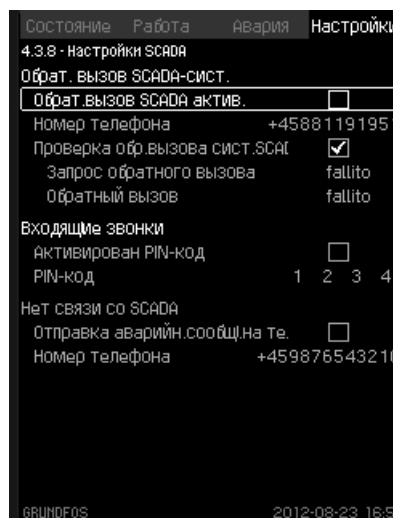 Состояние Работа Авария Настройки
4.3.8 - Настройки SCADA
Обрат. вызов SCADA-сист.
Обрат.вызов SCADA актив.
Номер телефона +4588119195
Проверка обр.вызова сист.SCA
Запрос обратного вызова fallito
Обратный вызов fallito
Входящие звонки
Активирован PIN-код
PIN-код 1 2 3 4
Нет связи со SCADA
Отправка аварийн.сообщ.на те.
Номер телефона +459876543210
GRUNDFOS 2012-08-23 16:5